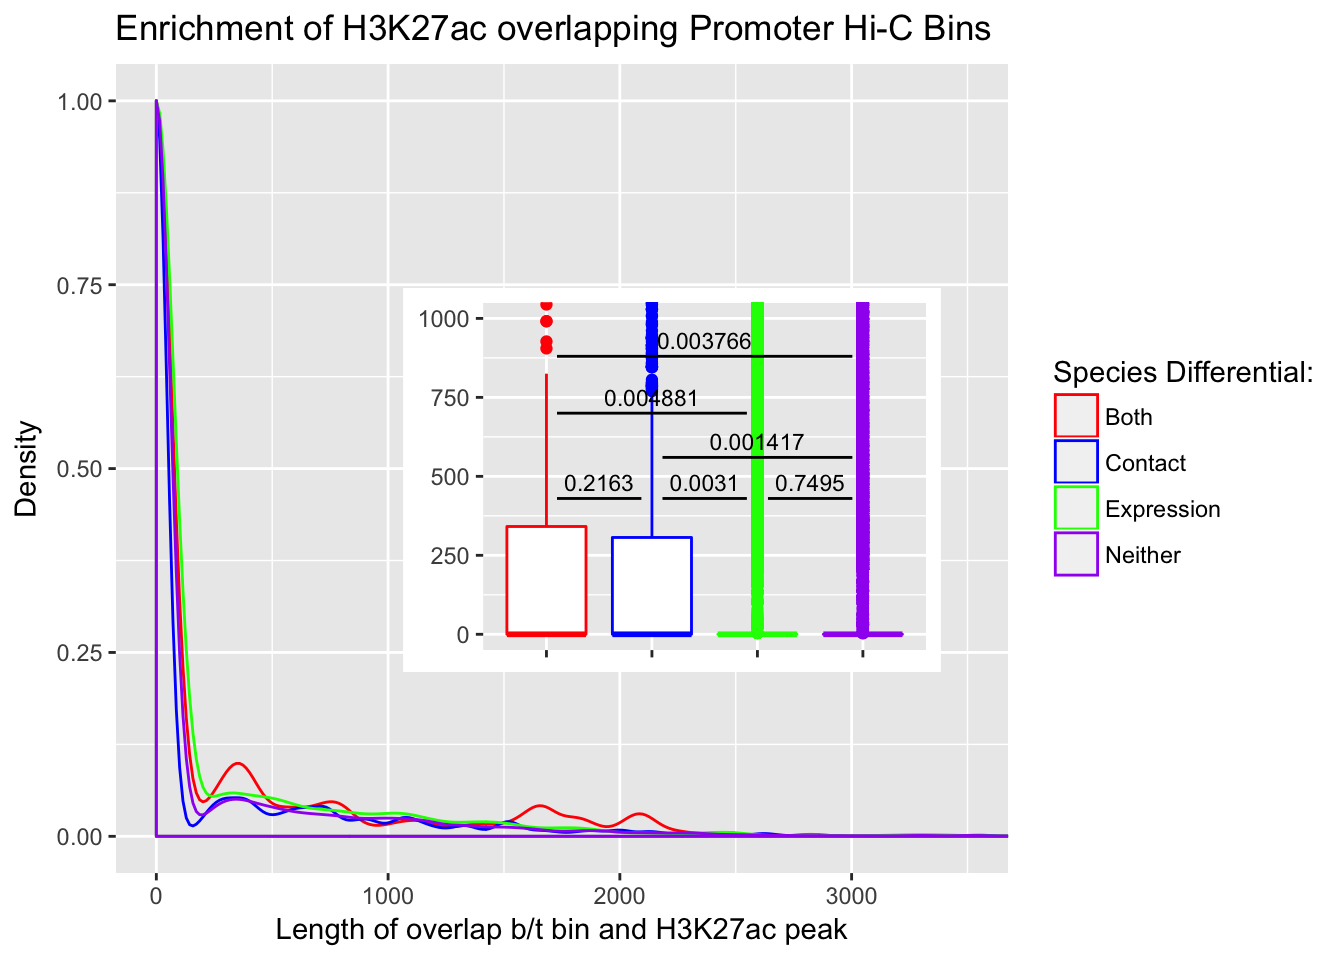 Enrichment of H3K27ac overlapping Promoter Hi-C Bins
1.00
0.75
0.50
0.25
0.00
Density
0
1000
2000
3000
Length of overlap b/t bin and H3K27ac peak
1000
750
500
250
0
0.003766
0.004881
0.001417
0.2163
0.0031
0.7495
Species Differential:
Both
Contact
Expression
Neither